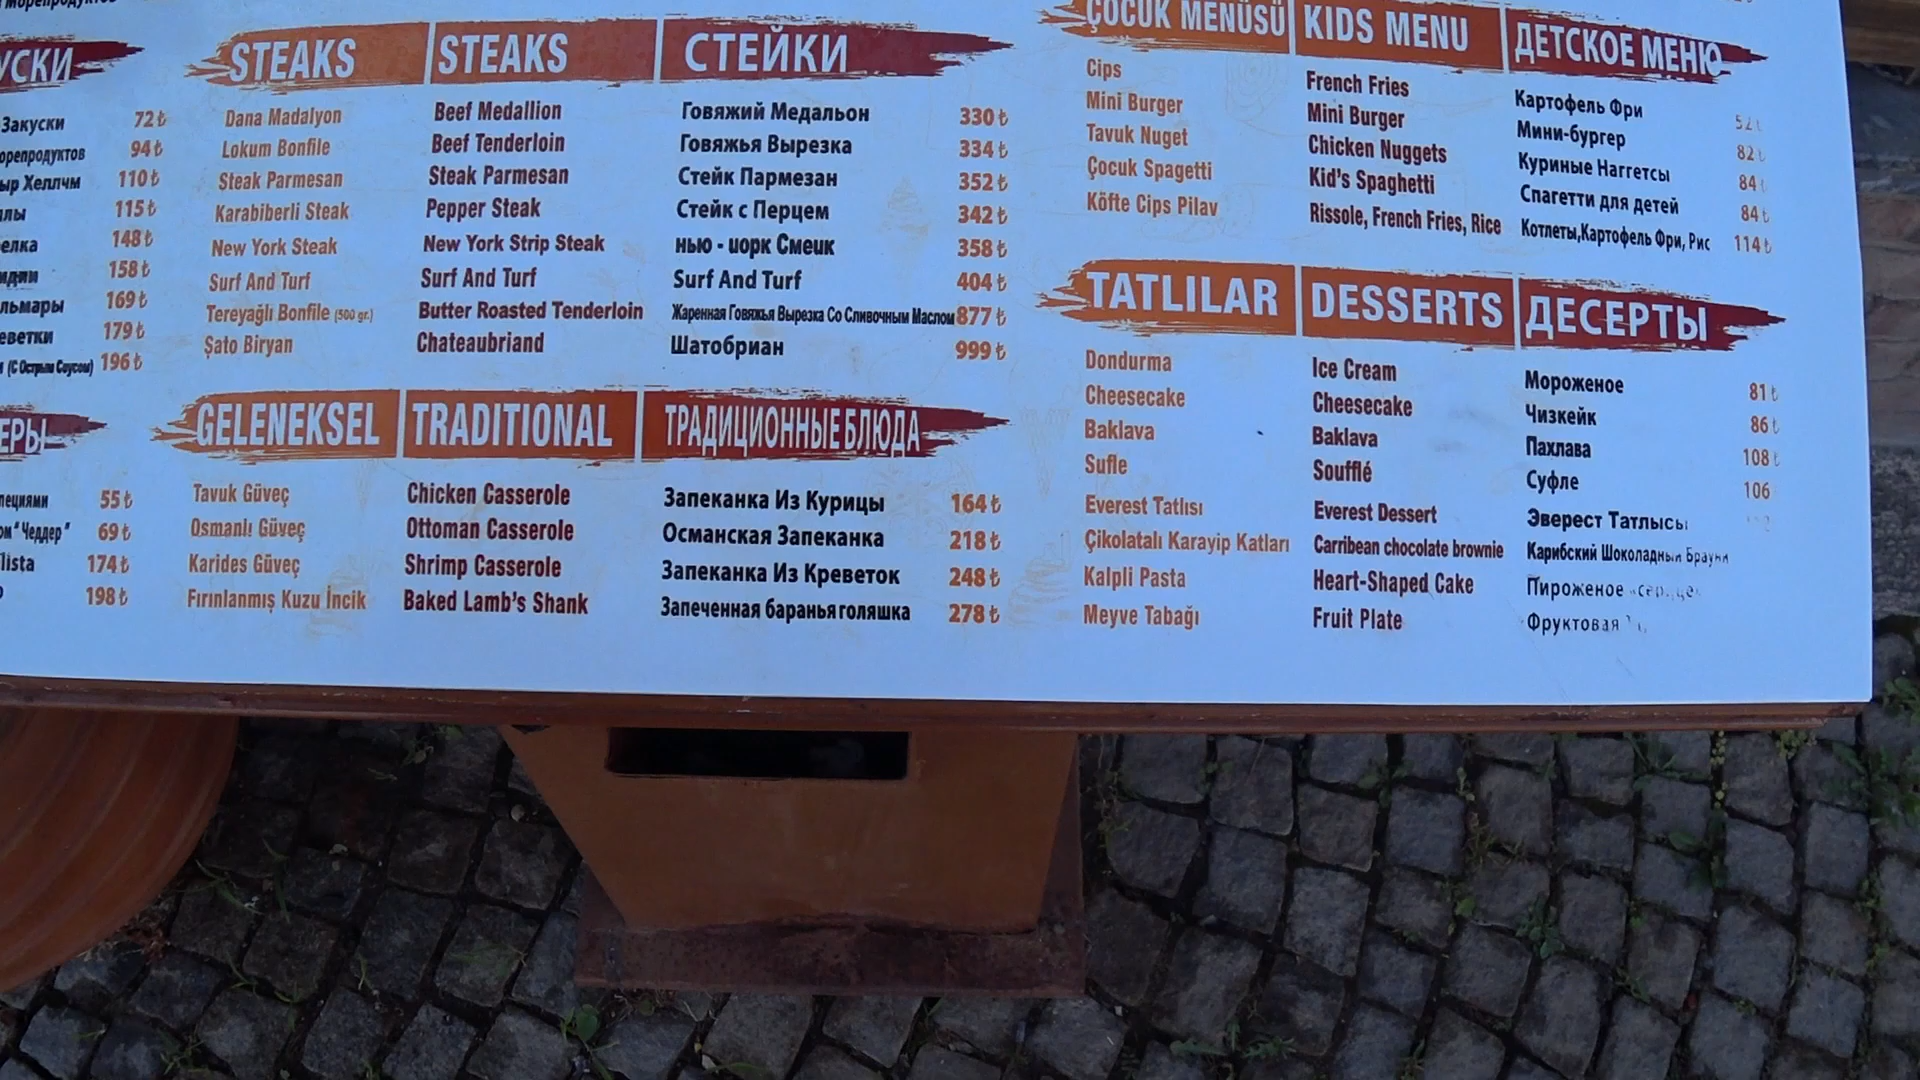 Морепродуктов
УСКИ
Закуски 72₺
орепродуктов 94₺
ыр Хеллчм 110₺
115₺
елка 148₺
158₺
льмары 169₺
еветки 179₺
(С Острым Соусом) 196₺
ЕРЫ
пециями 55₺
ом"Чеддер" 69₺
lista 174₺
198₺
STEAKS STEAKS СТЕЙКИ
Dana Madalyon Beef Medallion Говяжий Медальон 330₺
Lokum Bonfile Beef Tenderloin Говяжья Вырезка 334₺
Steak Parmesan Steak Parmesan Стейк Пармезан 352₺
Karabiberli Steak Pepper Steak Стейк с Перцем 342₺
New York Steak New York Strip Steak нью - иорк Смеик 358₺
Surf And Turf Surf And Turf Surf And Turf 404₺
Tereyağlı Bonfile (500 gr.) Butter Roasted Tenderloin Жаренная Говяжья Вырезка Со Сливочным Маслом 877₺
Şato Biryan Chateaubriand Шатобриан 999₺
GELENEKSEL TRADITIONAL ТРАДИЦИОННЫЕ БЛЮДА
Tavuk Güveç Chicken Casserole Запеканка Из Курицы 164₺
Osmanlı Güveç Ottoman Casserole Османская Запеканка 218₺
Karides Güveç Shrimp Casserole Запеканка Из Креветок 248₺
Fırınlanmış Kuzu İncik Baked Lamb's Shank Запеченная баранья голяшка 278₺
ÇOCUK MENÜSÜ KIDS MENU ДЕТСКОЕ МЕНЮ
Cips French Fries Картофель Фри 52₺
Mini Burger Mini Burger Мини-бургер 82₺
Tavuk Nuget Chicken Nuggets Куриные Наггетсы 84₺
Çocuk Spagetti Kid's Spaghetti Спагетти для детей 84₺
Köfte Cips Pilav Rissole, French Fries, Rice Котлеты,Картофель Фри, Рис 114₺
TATLILAR DESSERTS ДЕСЕРТЫ
Dondurma Ice Cream Мороженое 81₺
Cheesecake Cheesecake Чизкейк 86₺
Baklava Baklava Пахлава 108₺
Sufle Soufflé Суфле 106
Everest Tatlısı Everest Dessert Эверест Татлысы
Çikolatalı Karayip Katları Carribean chocolate brownie Карибский Шоколадный Брауни
Kalpli Pasta Heart-Shaped Cake Пироженое
Meyve Tabağı Fruit Plate Фруктовая